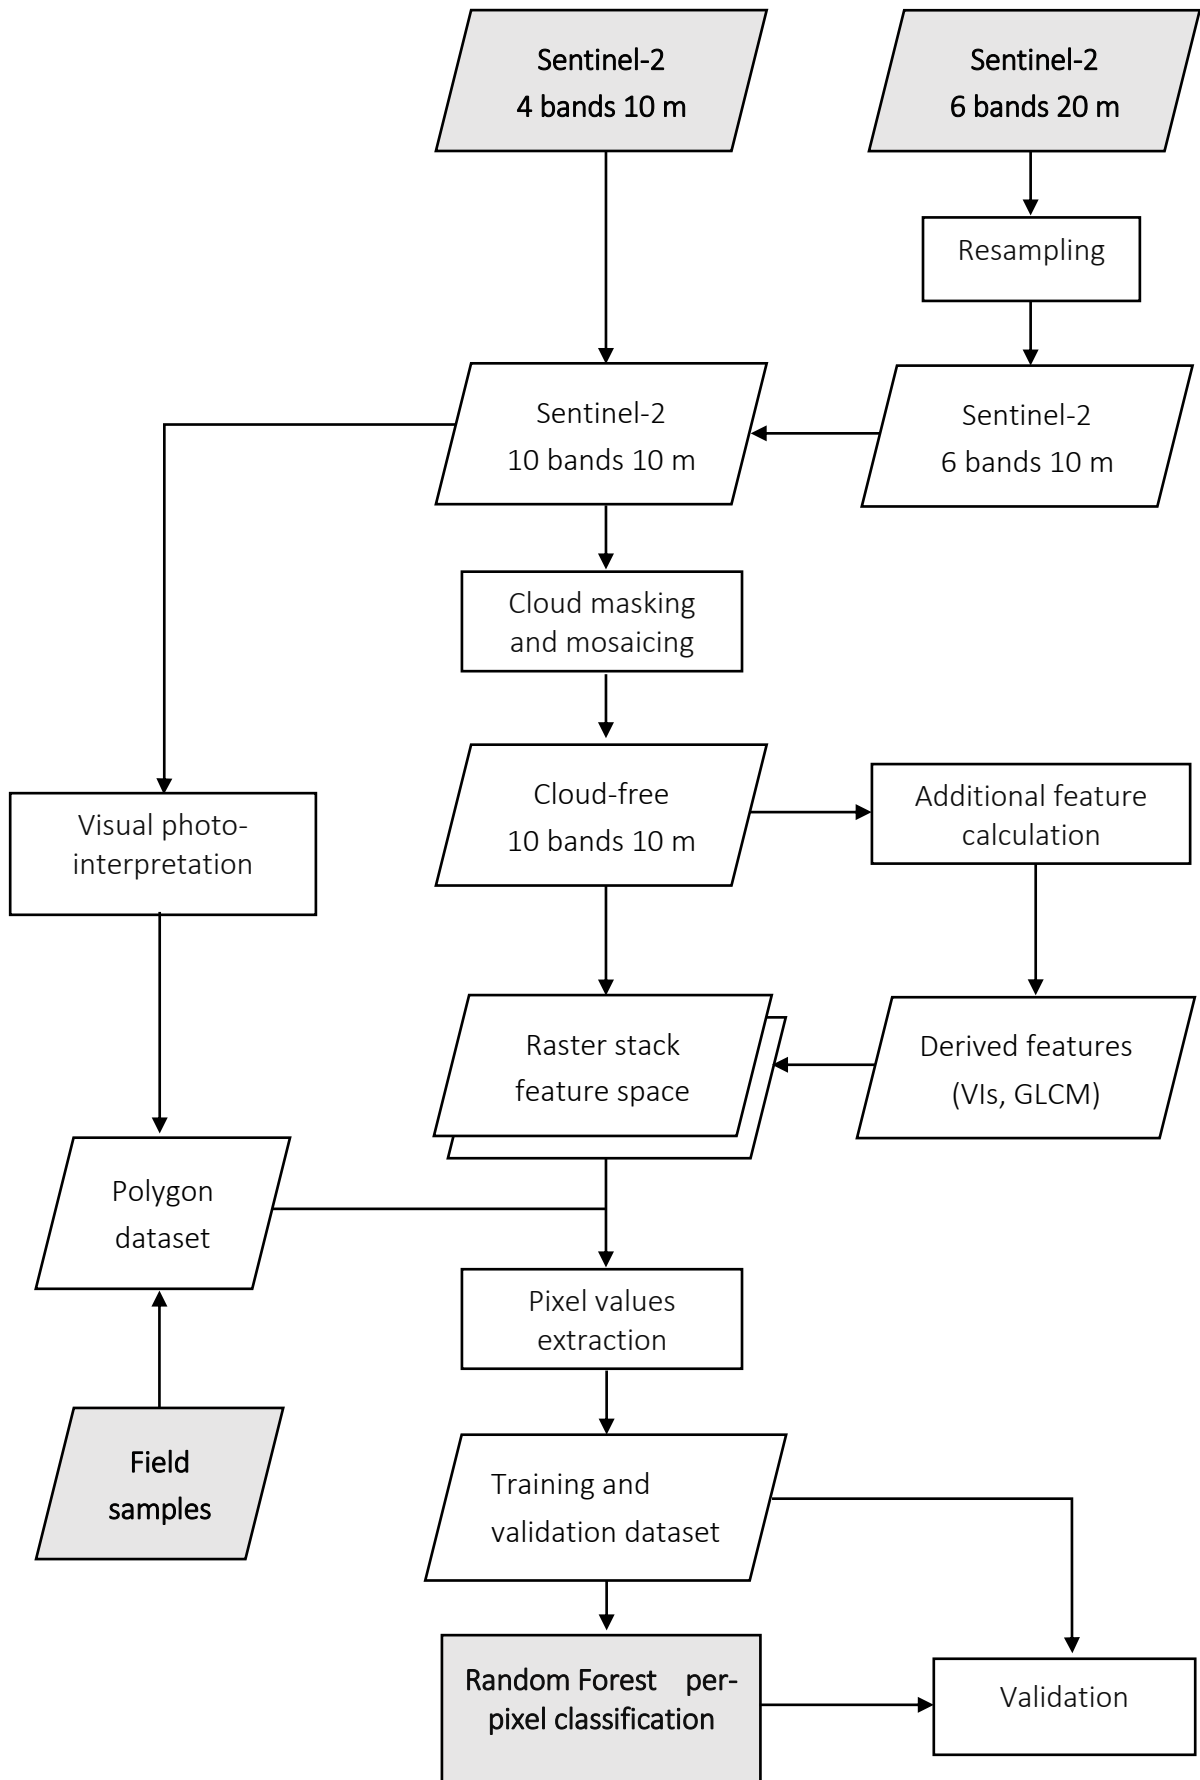 Sentinel-2
4 bands 10 m
Sentinel-2
6 bands 20 m
Resampling
Sentinel-2
10 bands 10 m
Sentinel-2
6 bands 10 m
Cloud masking
and mosaicing
Cloud-free
10 bands 10 m
Additional feature
calculation
Visual photo-
interpretation
Raster stack
feature space
Derived features
(VIs, GLCM)
Polygon
dataset
Pixel values
extraction
Field
samples
Training and
validation dataset
Random Forest per-
pixel classification
Validation